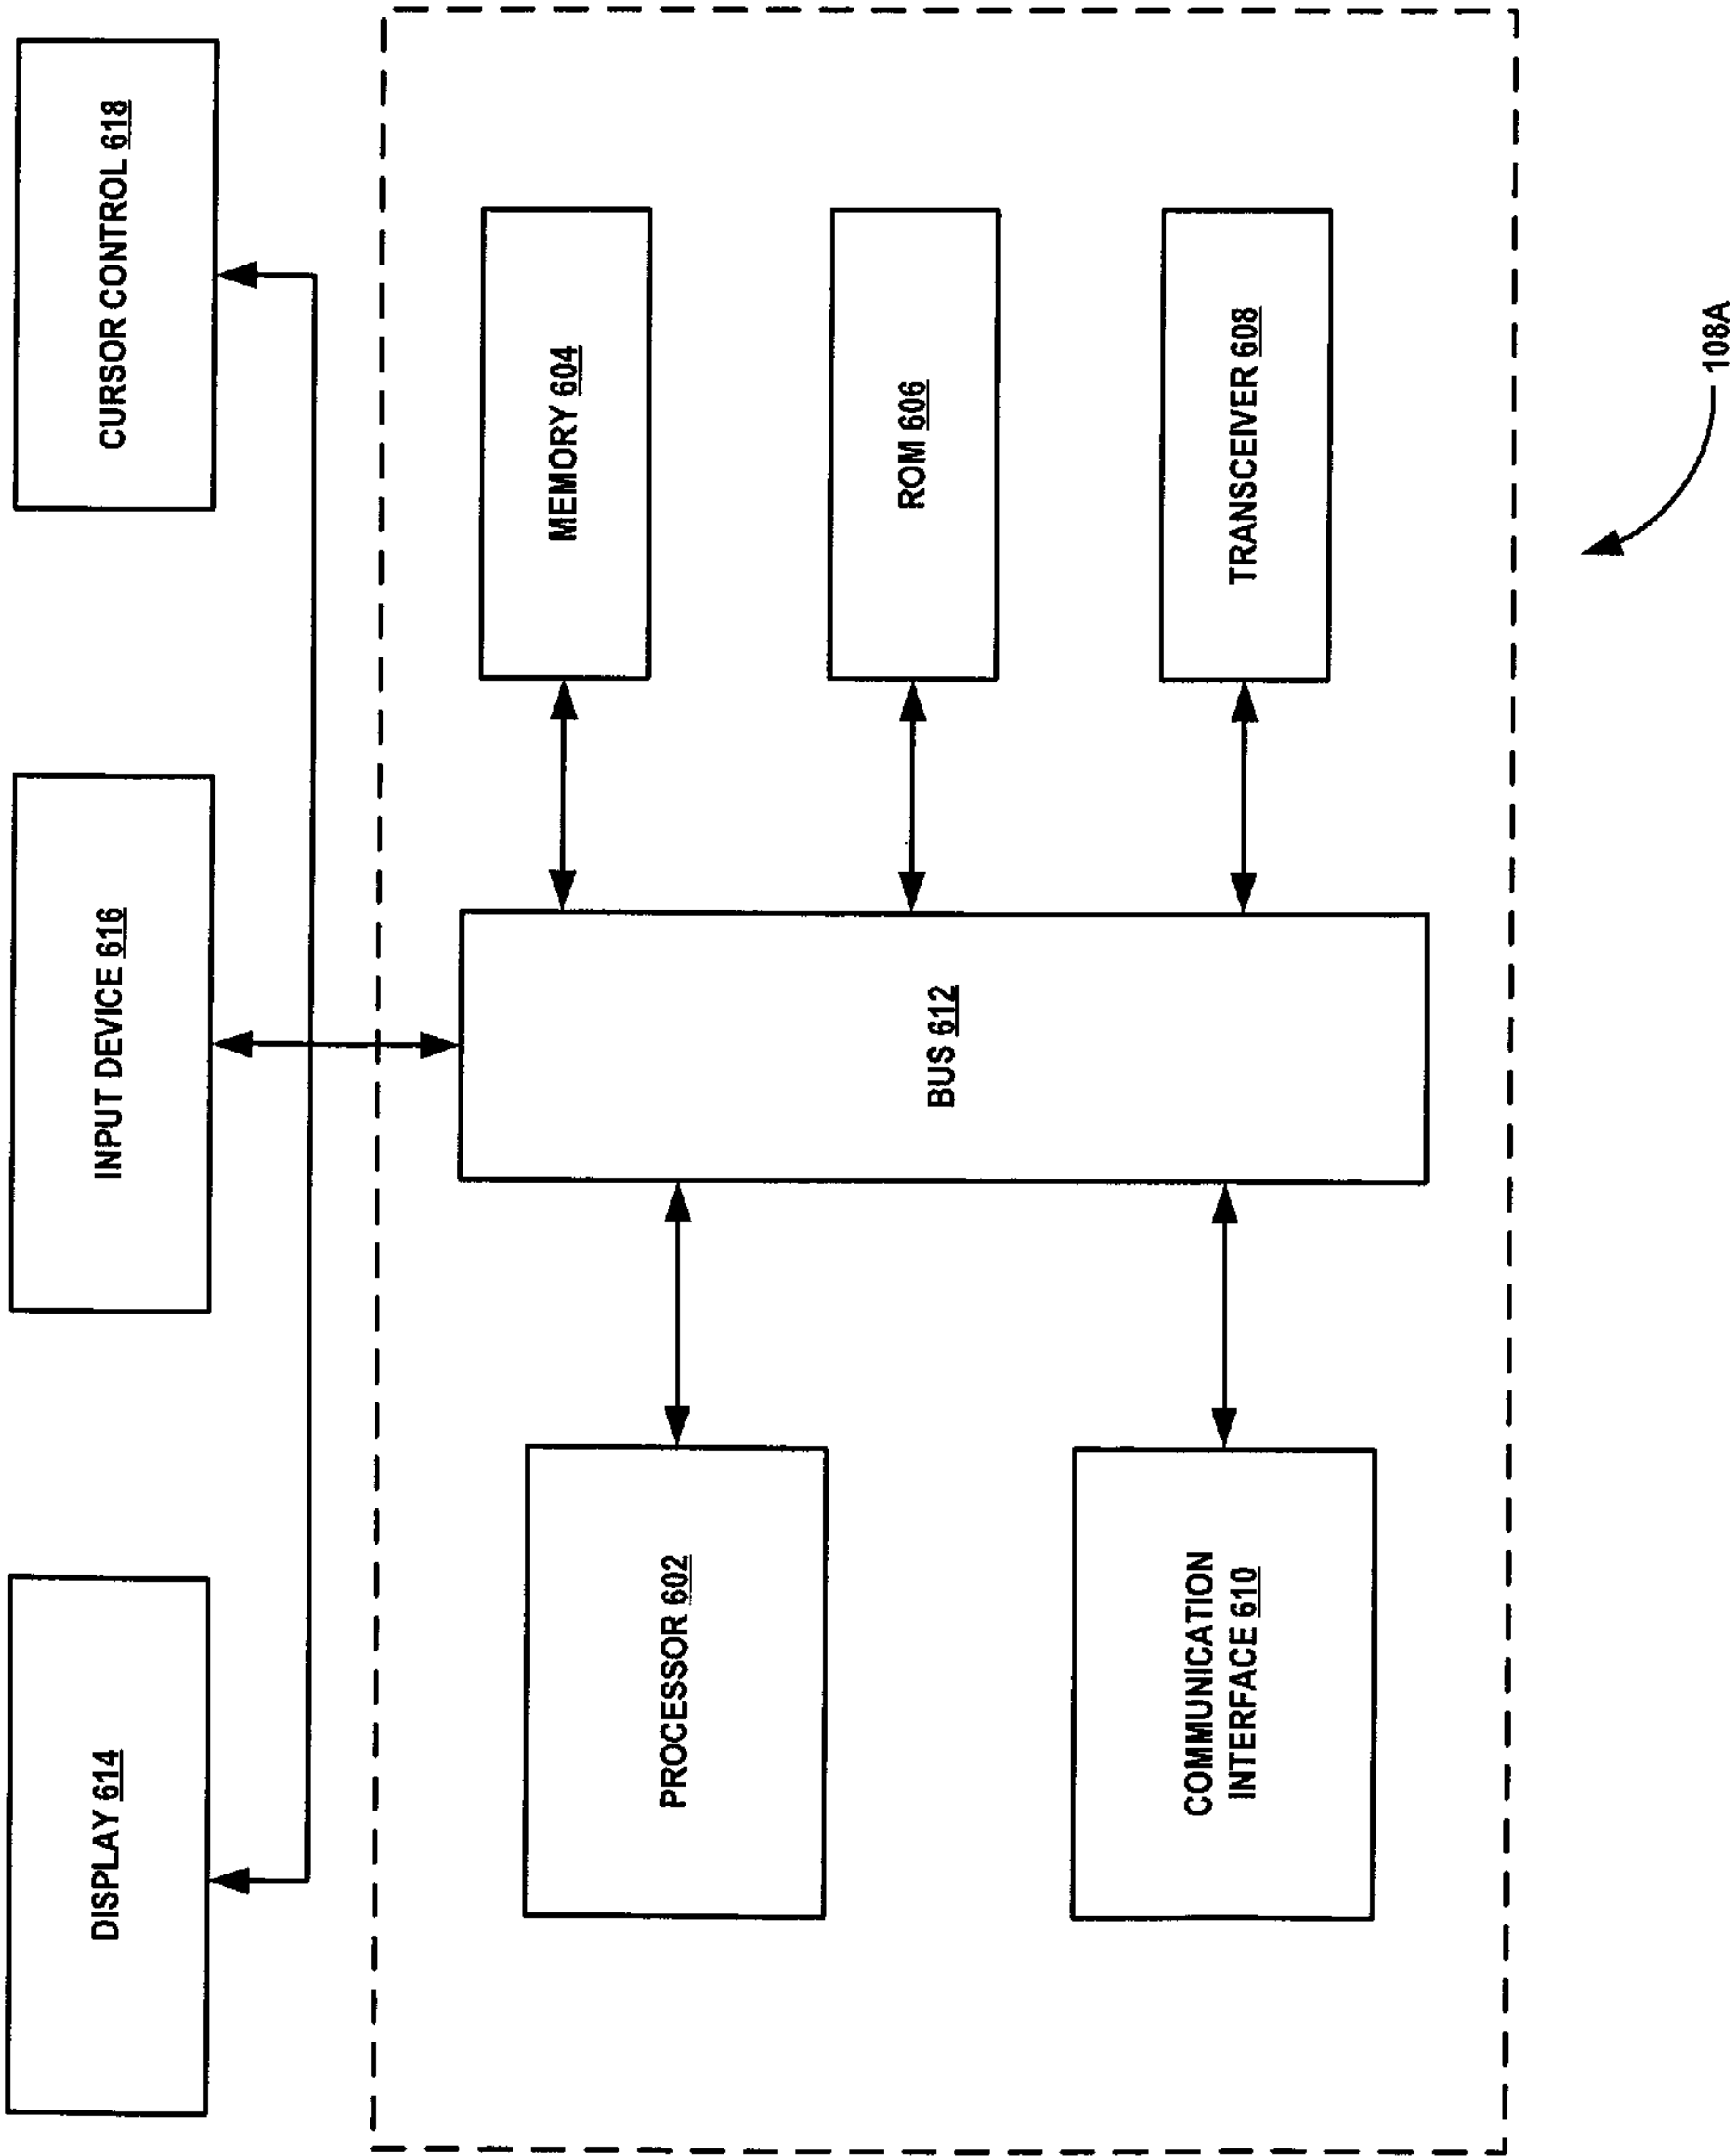 DISPLAY 614
INPUT DEVICE 616
CURSOR CONTROL 618
PROCESSOR 602
COMMUNICATION
INTERFACE 610
BUS 612
MEMORY 604
ROM 606
TRANSCEIVER 608
108A